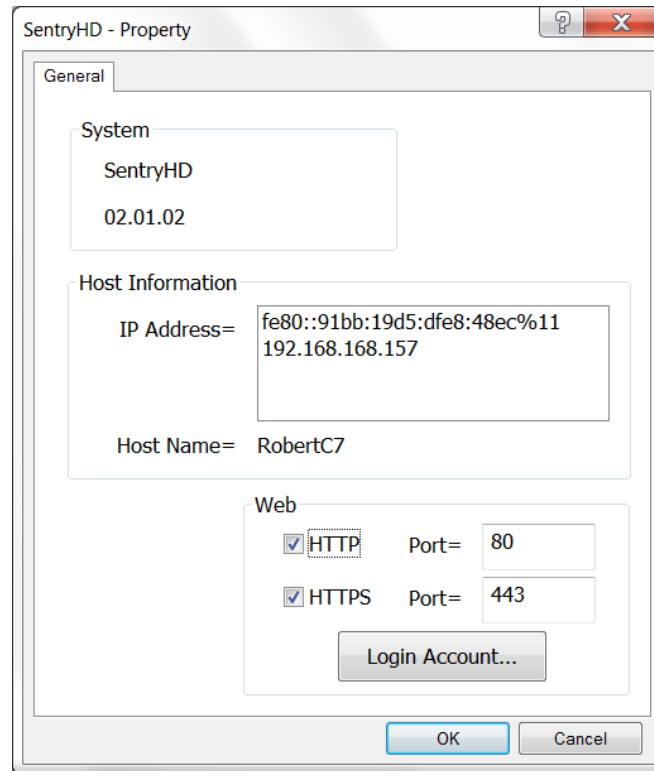 SentryHD - Property
General
System
SentryHD
02.01.02
Host Information
IP Address= fe80::91bb:19d5:dfe8:48ec%11
192.168.168.157
Host Name= RobertC7
Web
HTTP Port= 80
HTTPS Port= 443
Login Account...
OK Cancel